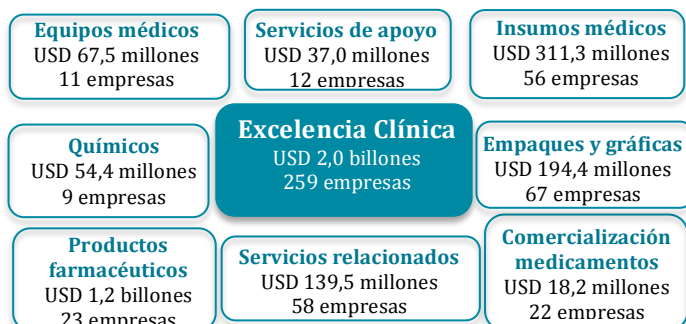 Equipos médicos
USD 67,5 millones
11 empresas
Servicios de apoyo
USD 37,0 millones
12 empresas
Insumos médicos
USD 311,3 millones
56 empresas
Químicos
USD 54,4 millones
9 empresas
Excelencia Clínica
USD 2,0 billones
259 empresas
Empaques y gráficas
USD 194,4 millones
67 empresas
Productos
farmacéuticos
USD 1,2 billones
23 empresas
Servicios relacionados
USD 139,5 millones
58 empresas
Comercialización
medicamentos
USD 18,2 millones
22 empresas